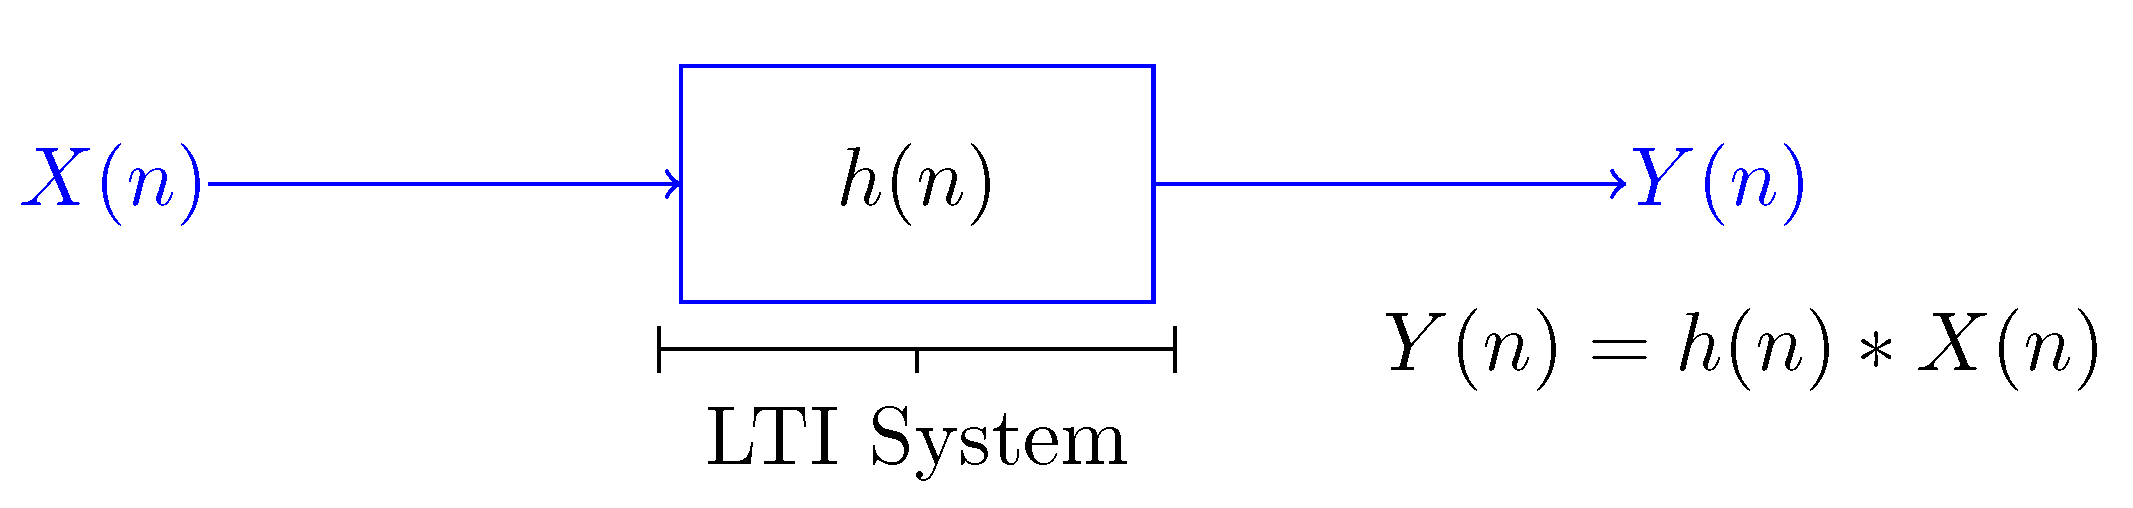 X(n)
h(n)
Y(n)
Y(n) = h(n) * X(n)
LTI System